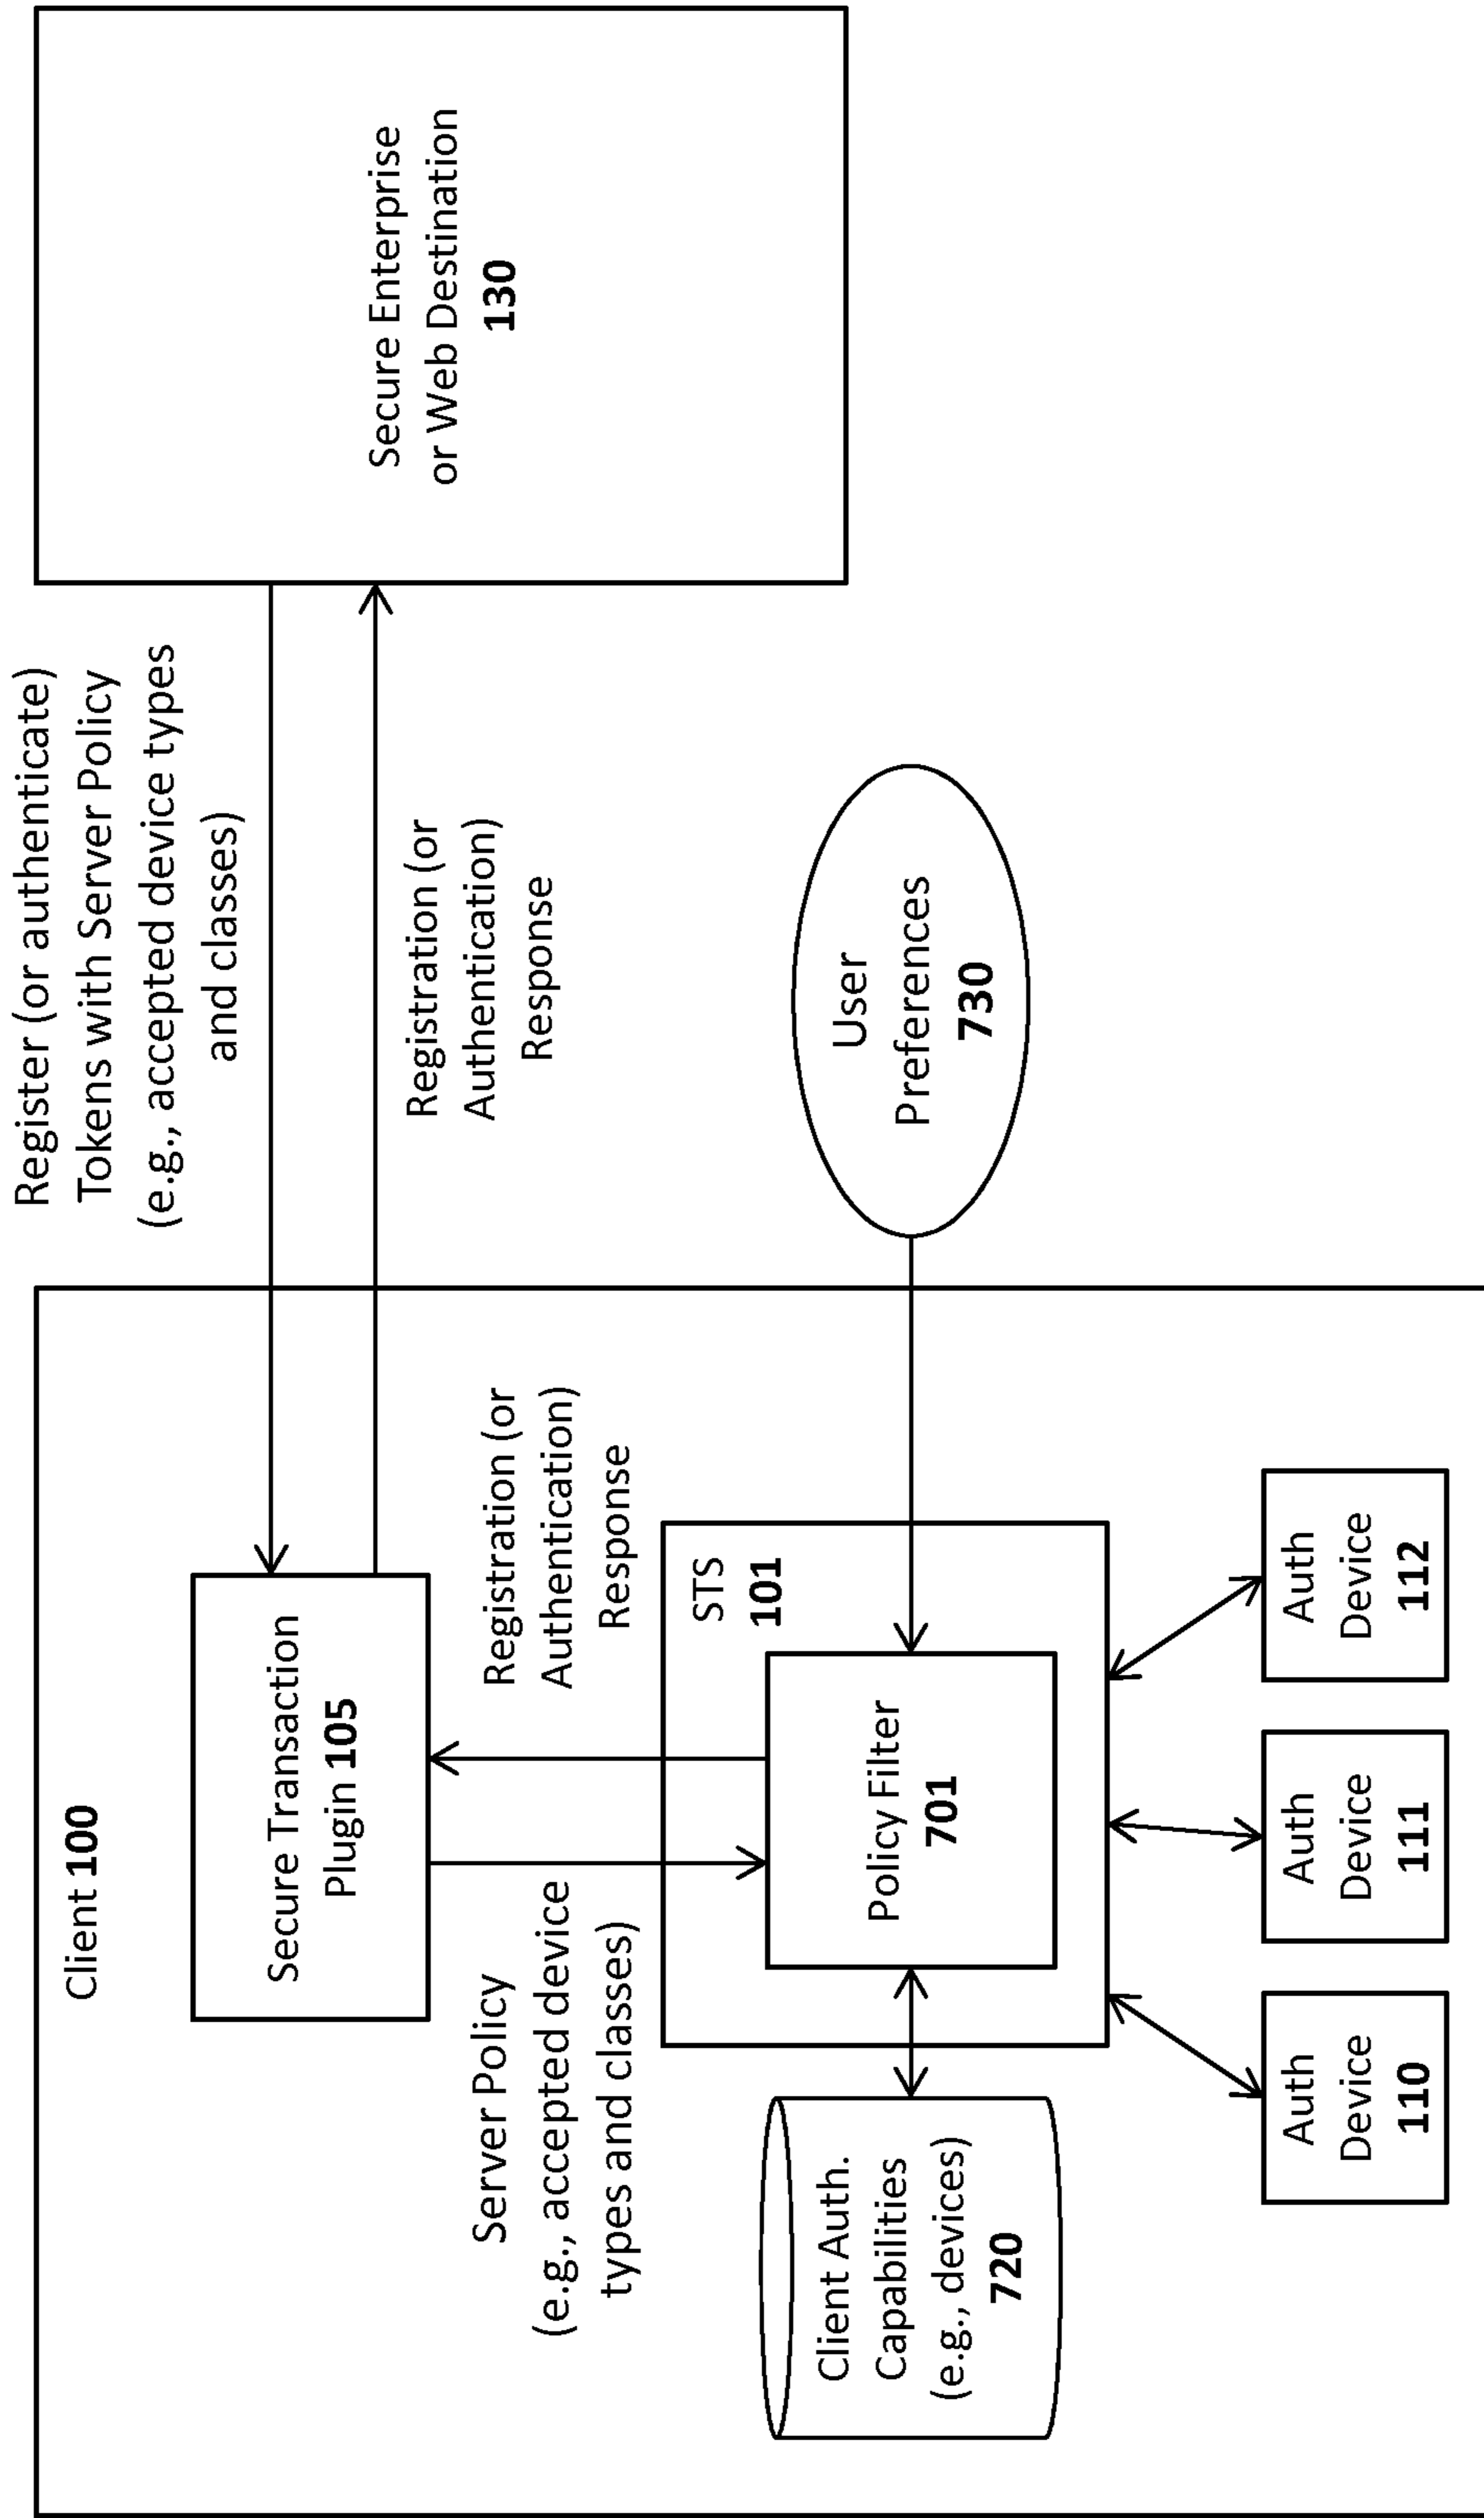 Client 100
Secure Transaction
Plugin 105
Register (or authenticate)
Tokens with Server Policy
(e.g., accepted device types
and classes)
Registration (or
Authentication)
Response
Secure Enterprise
or Web Destination
130
Server Policy
(e.g., accepted device
types and classes)
Registration (or
Authentication)
Response
STS
101
Policy Filter
701
Client Auth.
Capabilities
(e.g., devices)
720
User
Preferences
730
Auth
Device
110
Auth
Device
111
Auth
Device
112